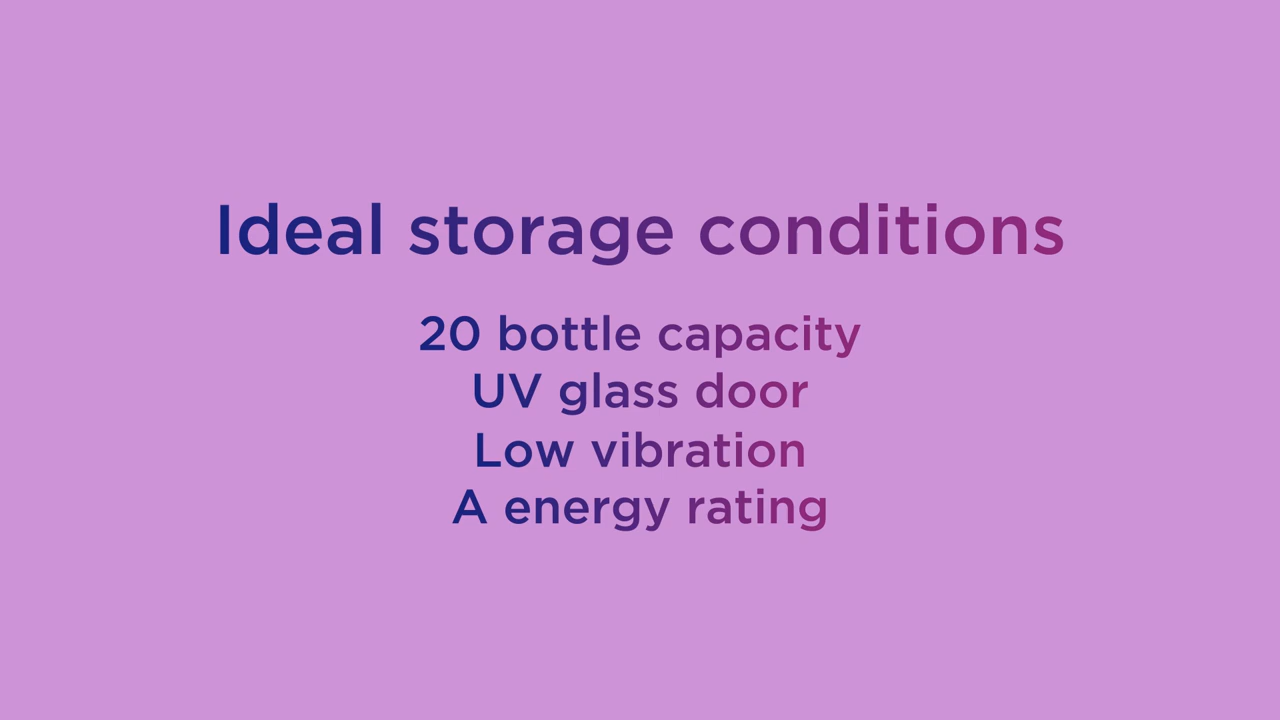 Ideal storage conditions
20 bottle capacity
UV glass door
Low vibration
A energy rating